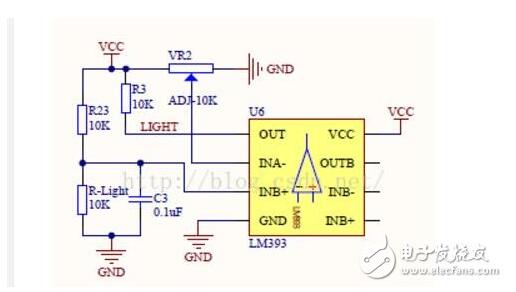 VCC
VR2
GND
R3
10K
ADJ-10K
U6
VCC
R23
10K
LIGHT
OUT
VCC
INA-
OUTB
http://blog.csdn.net/
INB+
INB-
R-Light
10K
C3
0.1uF
GND
INB+
LM393
GND
GND
LM393
电子发烧友
www.elecfans.com